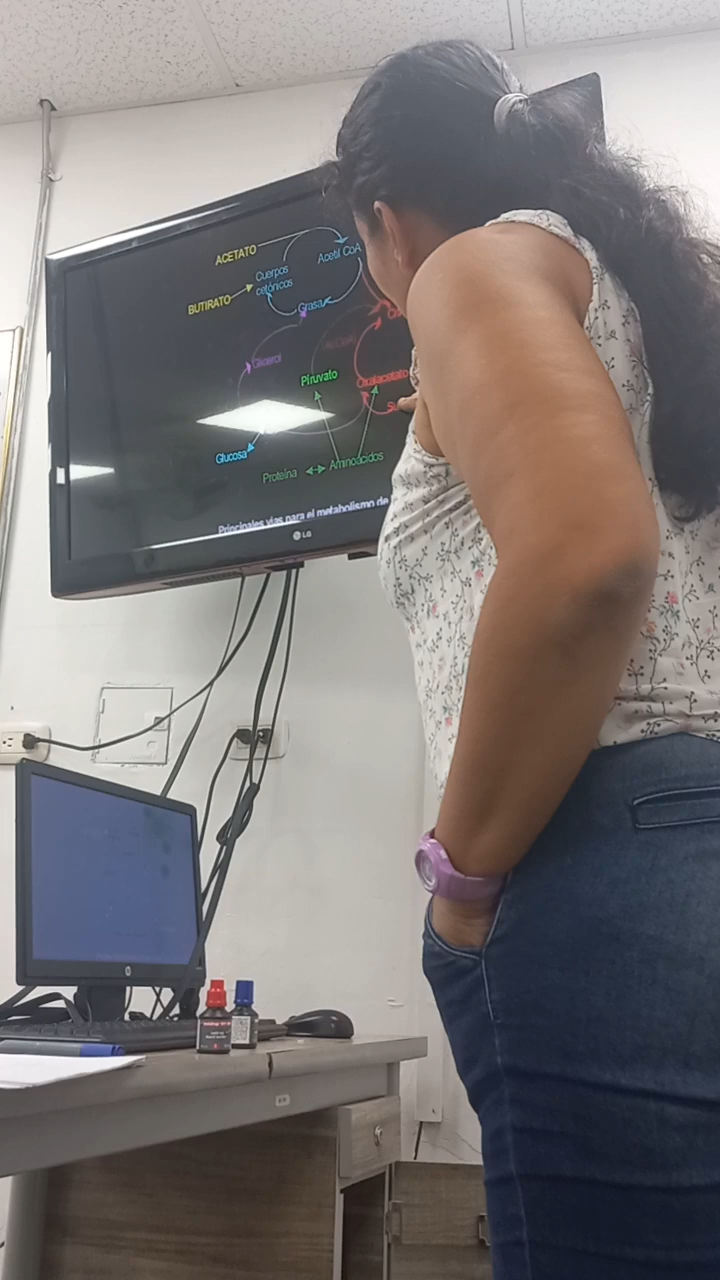 ACETATO
Acetil CoA
Cuerpos
cetónicos
BUTIRATO
Grasa
Glicerol
Piruvato
Oxalacetato
Glucosa
Proteína
Aminoácidos
Principales vías para el metabolismo de
LG
hp